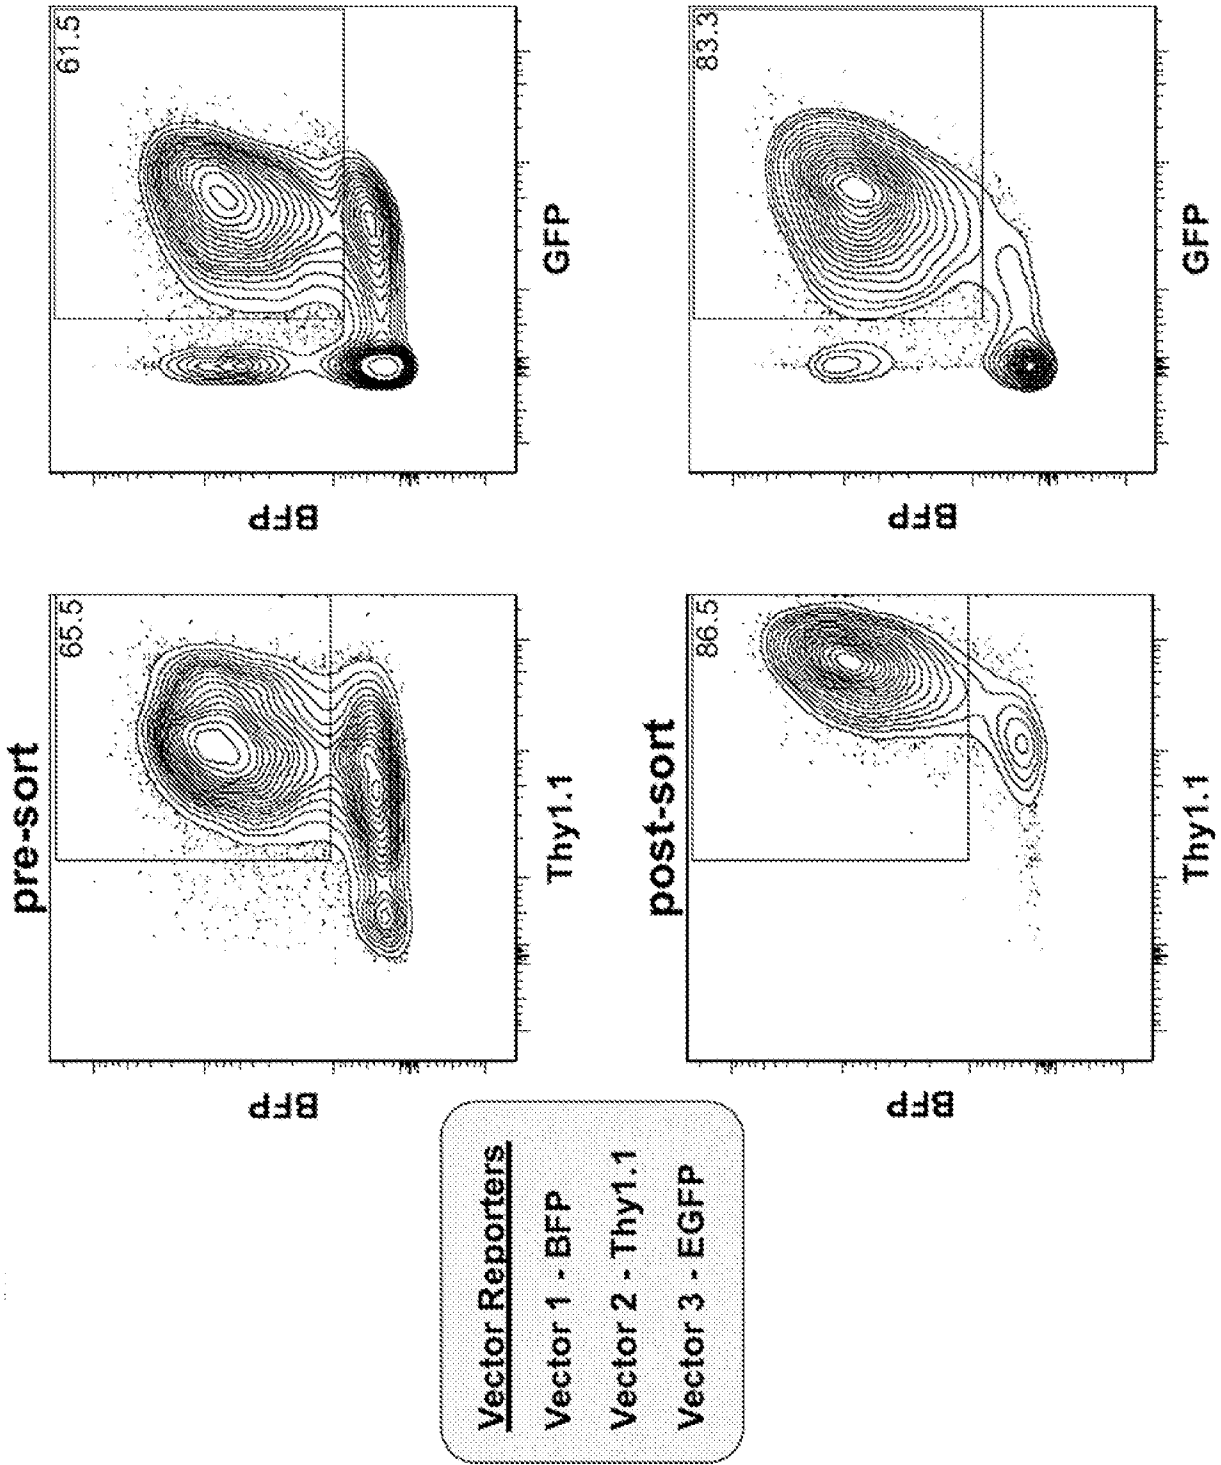 pre-sort
65.5
BFP
Thy1.1
61.5
BFP
GFP
Vector Reporters
Vector 1 - BFP
Vector 2 - Thy1.1
Vector 3 - EGFP
post-sort
86.5
BFP
Thy1.1
83.3
BFP
GFP